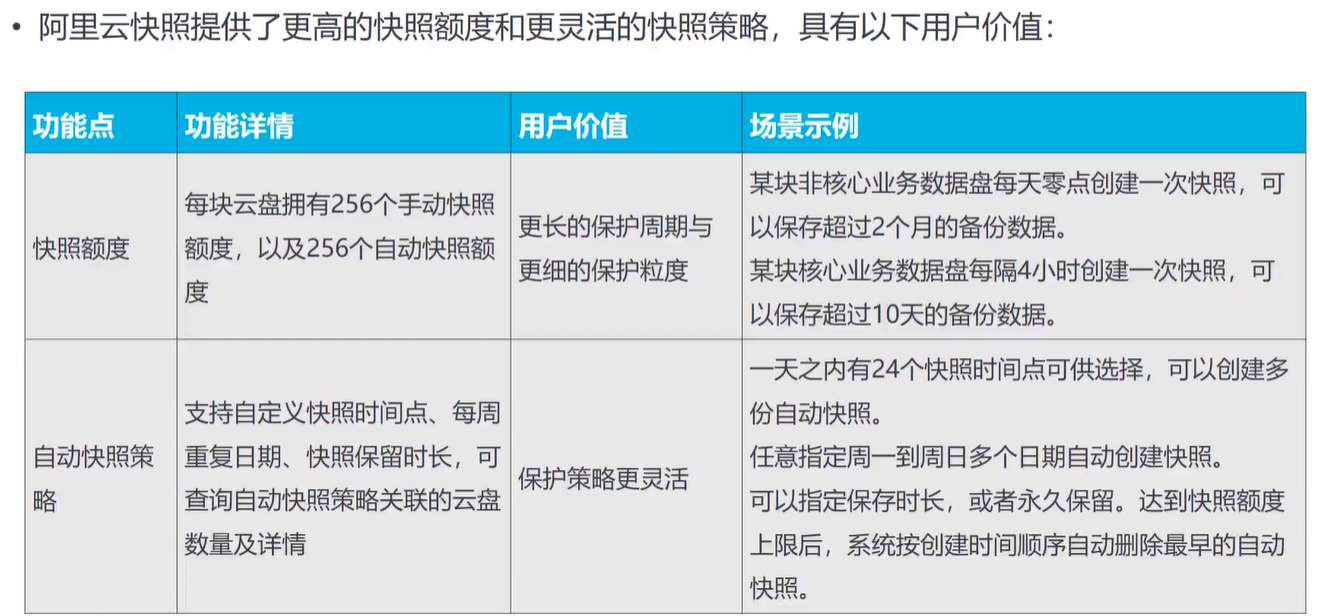 • 阿里云快照提供了更高的快照额度和更灵活的快照策略，具有以下用户价值：
功能点
功能详情
用户价值
场景示例
快照额度
每块云盘拥有256个手动快照
额度，以及256个自动快照额
度
更长的保护周期与
更细的保护粒度
某块非核心业务数据盘每天零点创建一次快照，可
以保存超过2个月的备份数据。
某块核心业务数据盘每隔4小时创建一次快照，可
以保存超过10天的备份数据。
自动快照策
略
支持自定义快照时间点、每周
重复日期、快照保留时长，可
查询自动快照策略关联的云盘
数量及详情
保护策略更灵活
一天之内有24个快照时间点可供选择，可以创建多
份自动快照。
任意指定周一到周日多个日期自动创建快照。
可以指定保存时长，或者永久保留。达到快照额度
上限后，系统按创建时间顺序自动删除最早的自动
快照。